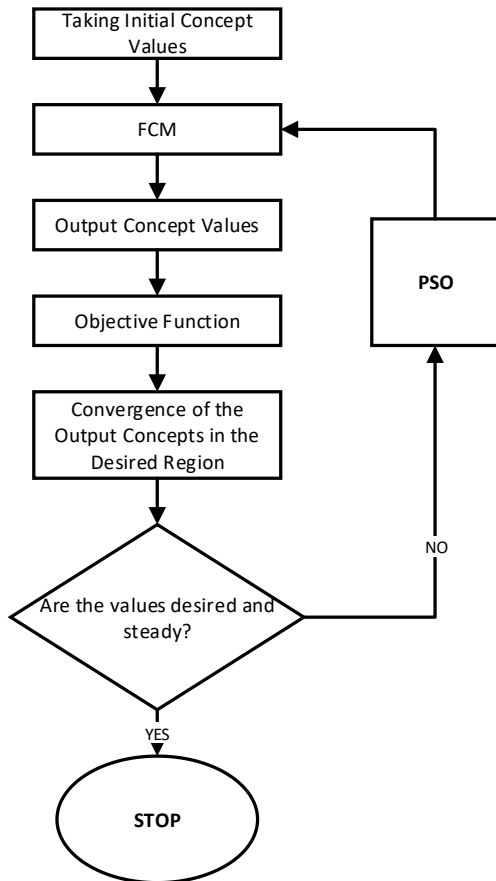 Taking Initial Concept
Values
FCM
Output Concept Values
PSO
Objective Function
Convergence of the
Output Concepts in the
Desired Region
NO
Are the values desired and
steady?
YES
STOP